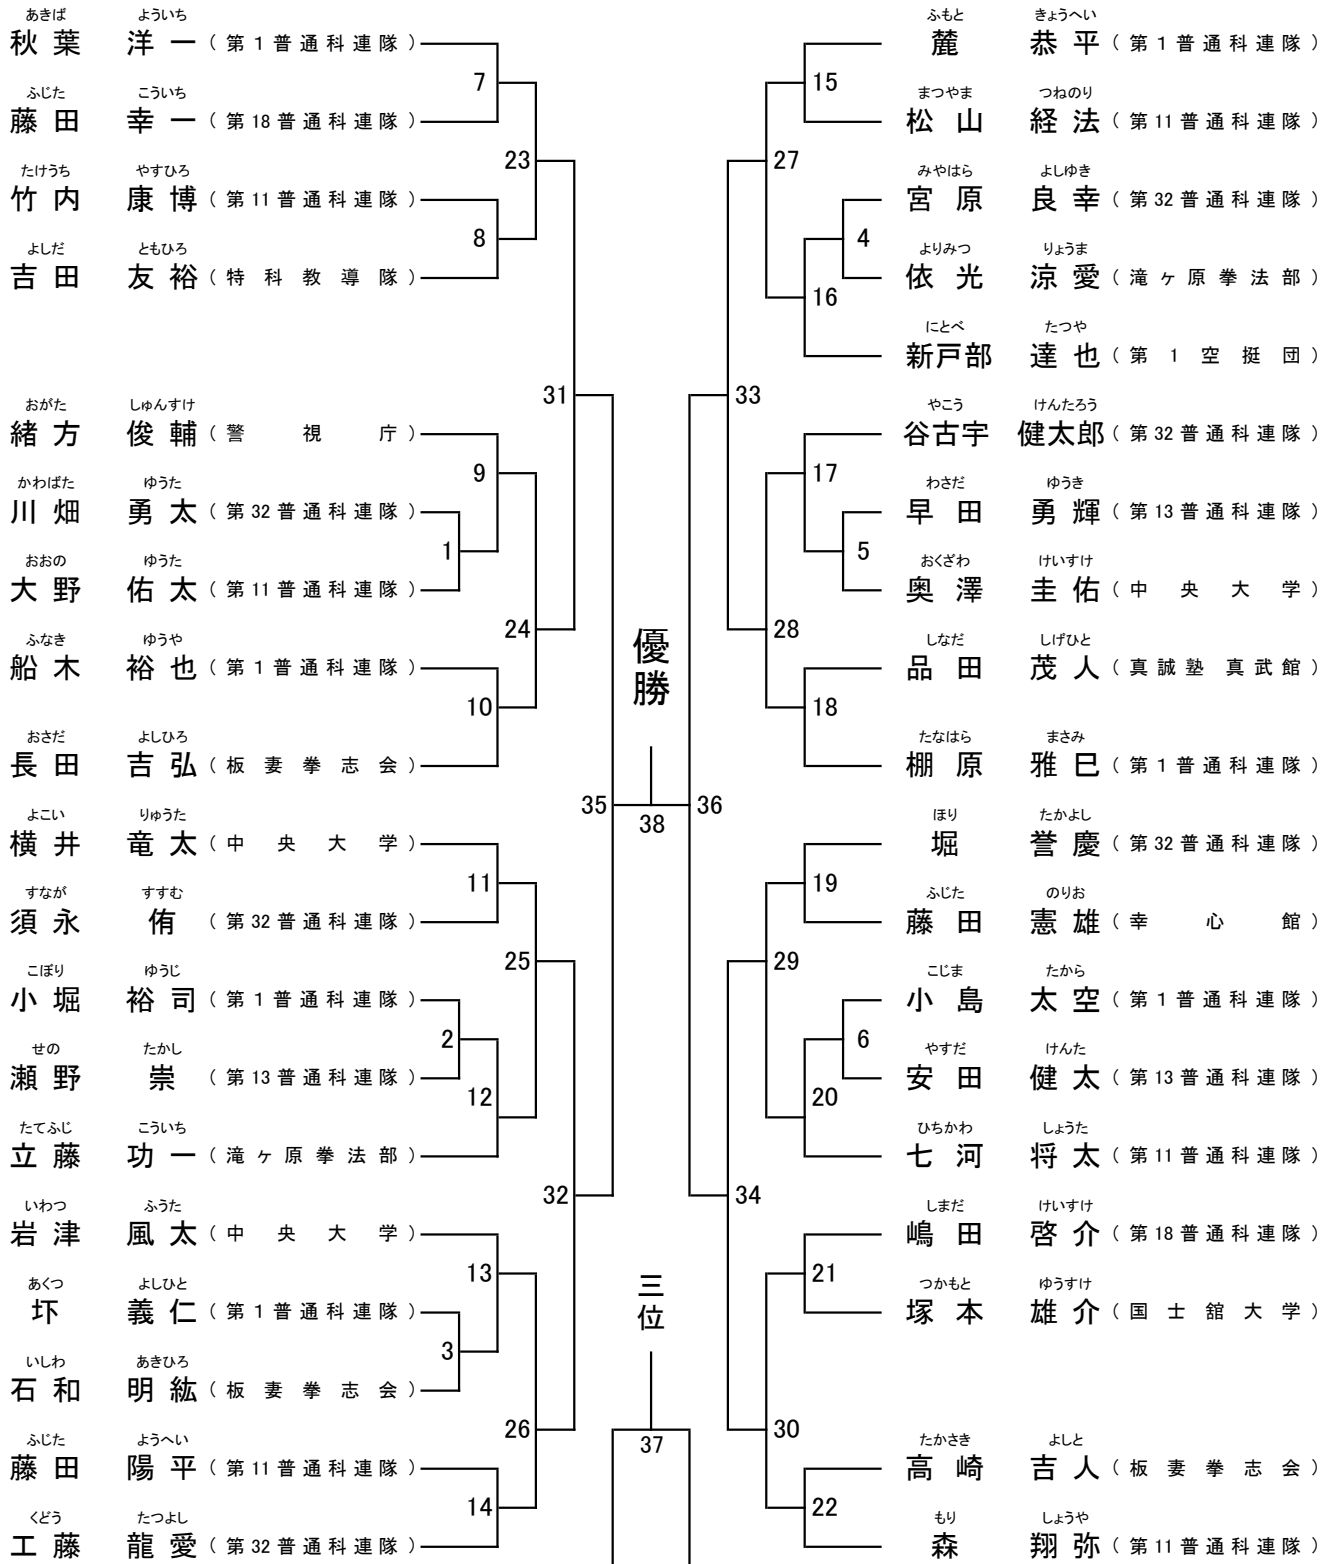 あきば よういち
秋葉 洋一（第1普通科連隊）
7
ふじた こういち
藤田 幸一（第18普通科連隊）
23
たけうち やすひろ
竹内 康博（第11普通科連隊）
8
よしだ ともひろ
吉田 友裕（特科教導隊）
31
おがた しゅんすけ
緒方 俊輔（警視庁）
9
かわばた ゆうた
川畑 勇太（第32普通科連隊）
1
おおの ゆうた
大野 佑太（第11普通科連隊）
24
ふなき ゆうや
船木 裕也（第1普通科連隊）
10
おさだ よしひろ
長田 吉弘（板妻拳志会）
35
よこい りゅうた
横井 竜太（中央大学）
11
すなが すすむ
須永 侑（第32普通科連隊）
25
こぼり ゆうじ
小堀 裕司（第1普通科連隊）
2
せの たかし
瀬野 崇（第13普通科連隊）
12
たてふじ こういち
立藤 功一（滝ヶ原拳法部）
32
いわつ ふうた
岩津 風太（中央大学）
13
あくつ よしひと
圷 義仁（第1普通科連隊）
3
いしわ あきひろ
石和 明紘（板妻拳志会）
26
ふじた ようへい
藤田 陽平（第11普通科連隊）
14
くどう たつよし
工藤 龍愛（第32普通科連隊）
優勝
38
三位
37
ふもと きょうへい
麓 恭平（第1普通科連隊）
15
まつやま つねのり
松山 経法（第11普通科連隊）
27
みやはら よしゆき
宮原 良幸（第32普通科連隊）
4
よりみつ りょうま
依光 涼愛（滝ヶ原拳法部）
16
にとべ たつや
新戸部 達也（第1空挺団）
33
やこう けんたろう
谷古宇 健太郎（第32普通科連隊）
17
わさだ ゆうき
早田 勇輝（第13普通科連隊）
5
おくざわ けいすけ
奥澤 圭佑（中央大学）
28
しなだ しげひと
品田 茂人（真誠塾 真武館）
18
たなはら まさみ
棚原 雅巳（第1普通科連隊）
36
ほり たかよし
堀 誉慶（第32普通科連隊）
19
ふじた のりお
藤田 憲雄（幸心館）
29
こじま たから
小島 太空（第1普通科連隊）
6
やすだ けんた
安田 健太（第13普通科連隊）
20
ひちかわ しょうた
七河 将太（第11普通科連隊）
34
しまだ けいすけ
嶋田 啓介（第18普通科連隊）
21
つかもと ゆうすけ
塚本 雄介（国士舘大学）
30
たかさき よしと
高崎 吉人（板妻拳志会）
22
もり しょうや
森 翔弥（第11普通科連隊）